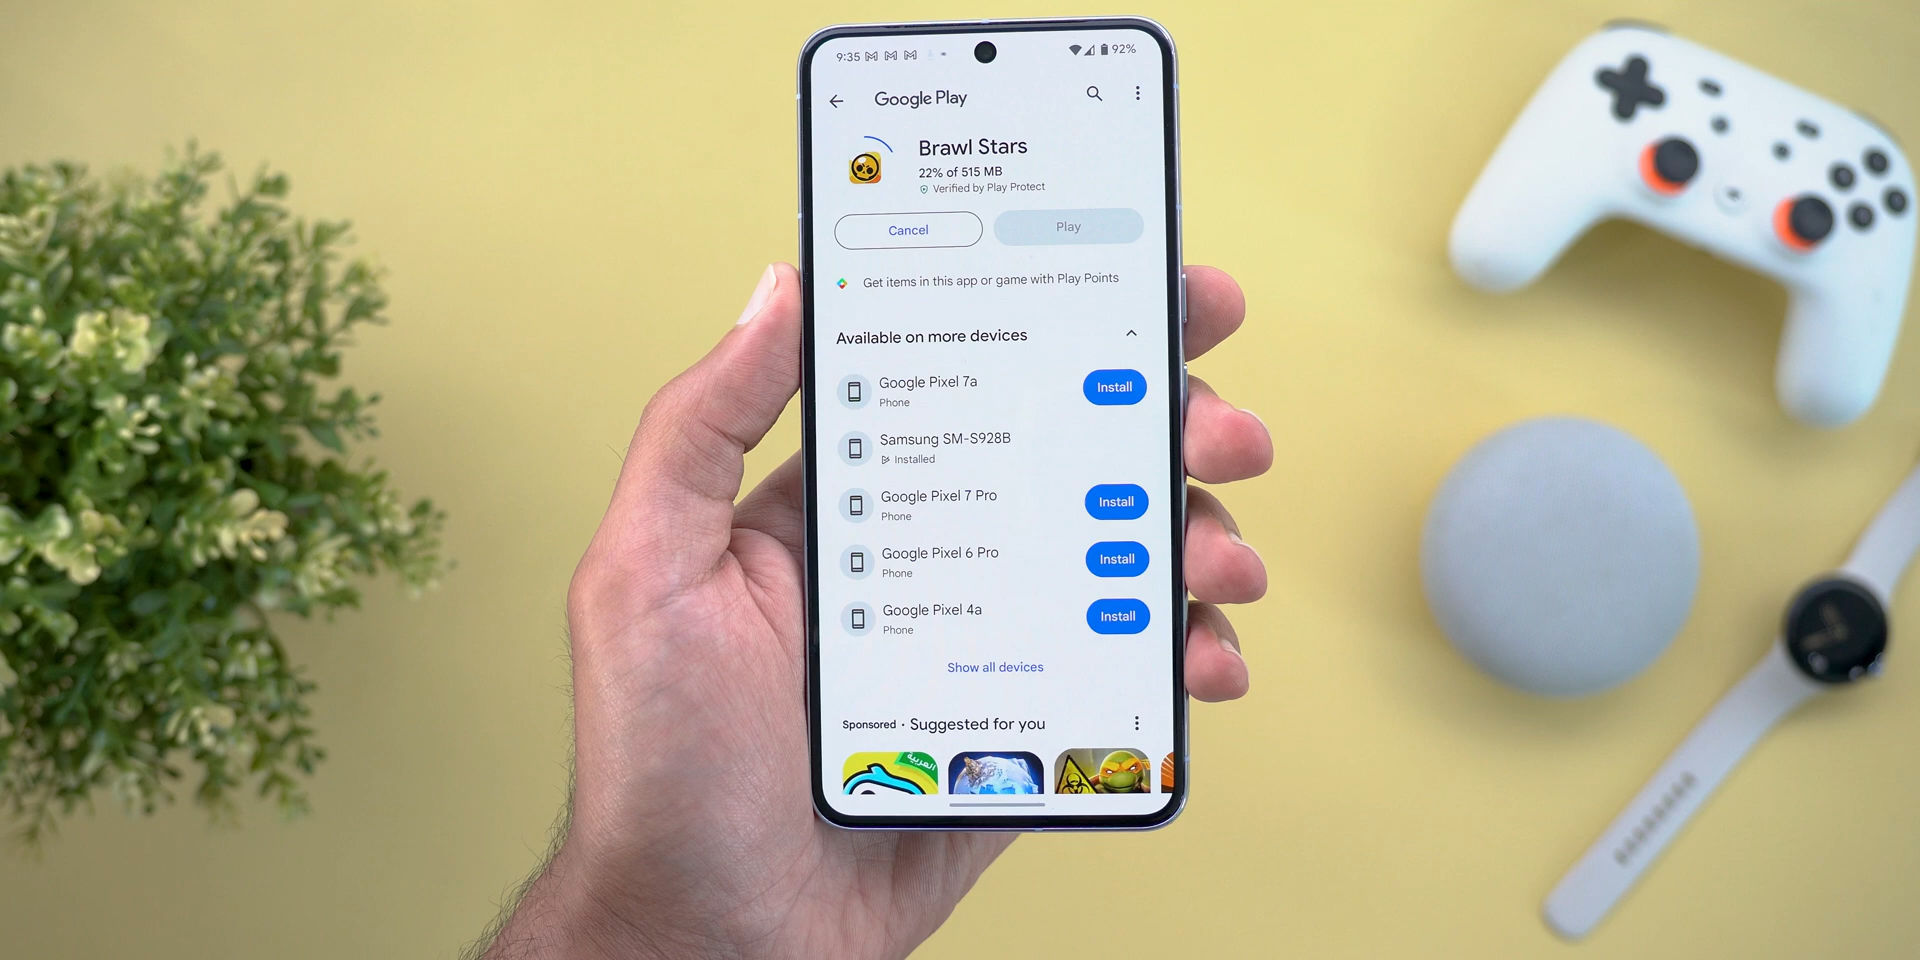 9:35
92%
Google Play
Brawl Stars
22% of 515 MB
Verified by Play Protect
Cancel
Play
Get items in this app or game with Play Points
Available on more devices
Google Pixel 7a
Phone
Install
Samsung SM-S928B
Installed
Google Pixel 7 Pro
Phone
Install
Google Pixel 6 Pro
Phone
Install
Google Pixel 4a
Phone
Install
Show all devices
Sponsored · Suggested for you
العربية